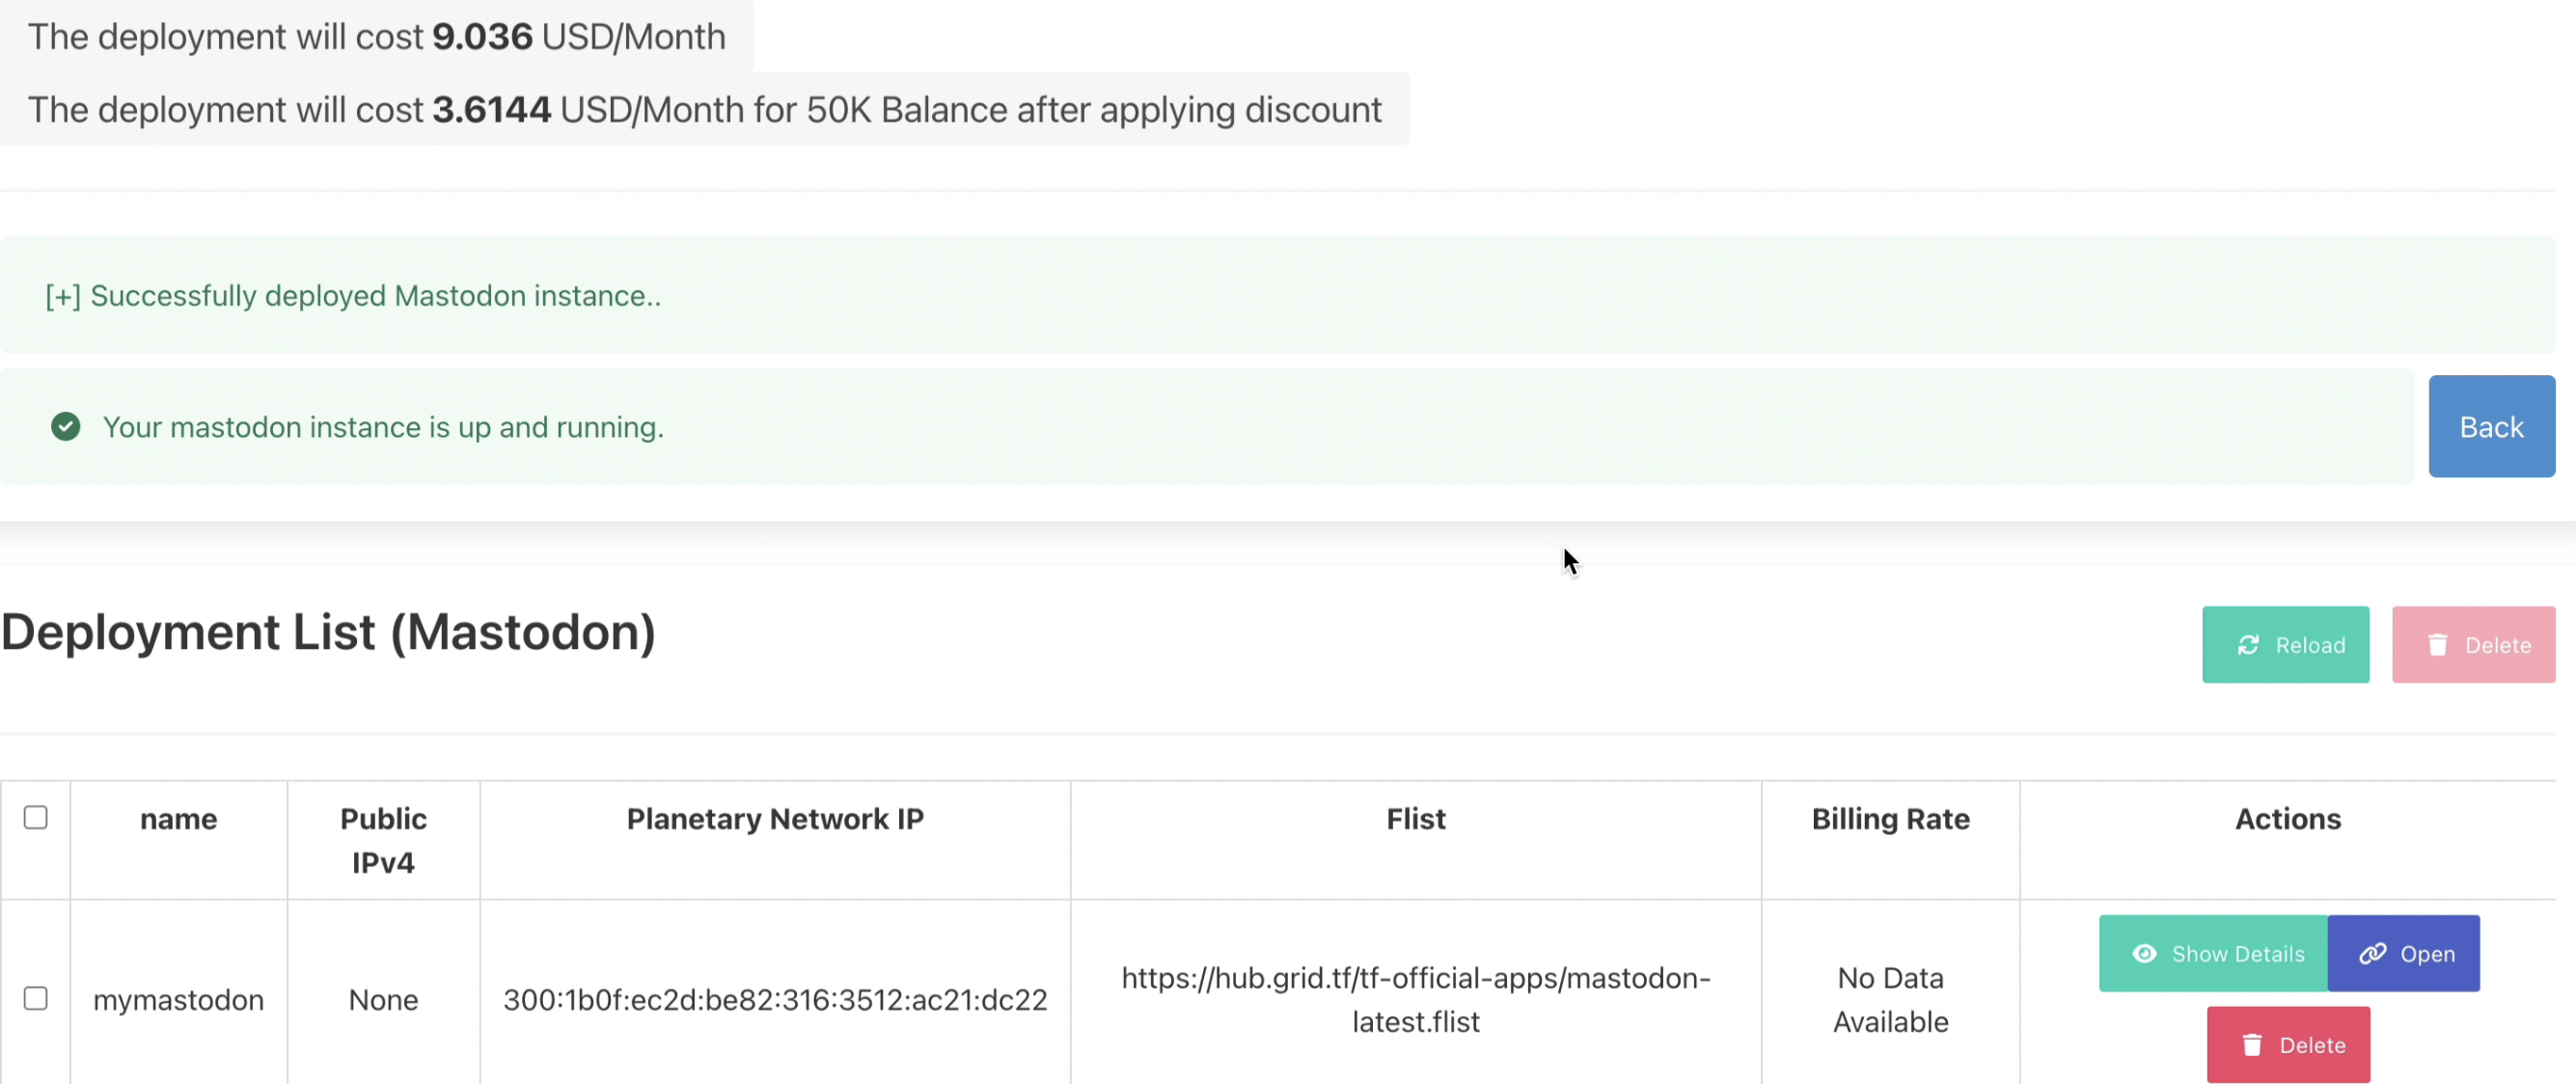 The deployment will cost 9.036 USD/Month
The deployment will cost 3.6144 USD/Month for 50K Balance after applying discount
[+] Successfully deployed Mastodon instance..
Your mastodon instance is up and running.
Back
Deployment List (Mastodon)
Reload
Delete
name
Public
IPv4
Planetary Network IP
Flist
Billing Rate
Actions
mymastodon
None
300:1b0f:ec2d:be82:316:3512:ac21:dc22
https://hub.grid.tf/tf-official-apps/mastodon-
latest.flist
No Data
Available
Show Details
Open
Delete